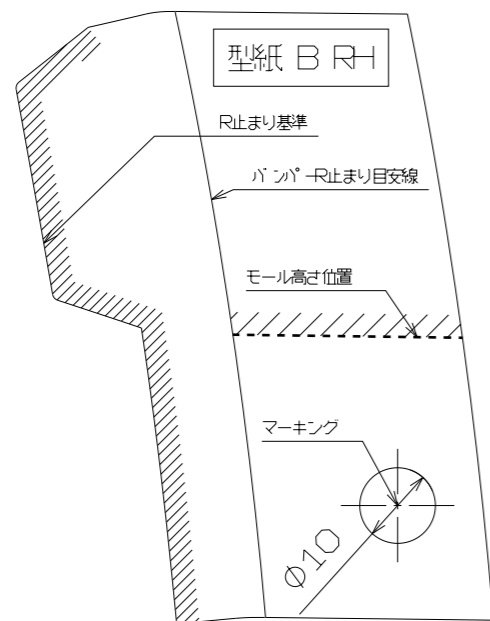 型紙 B RH
R止まり基準
バンパーR止まり目安線
モール高さ位置
マーキング
Φ10